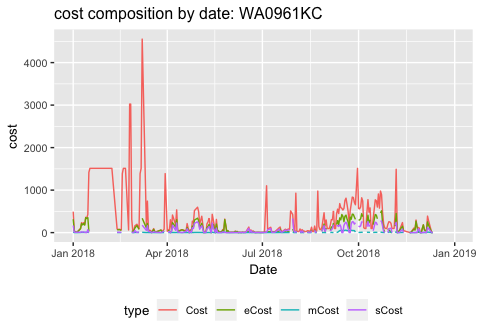 cost composition by date: WA0961KC
4000
3000
2000
1000
0
cost
Jan 2018
Apr 2018
Jul 2018
Oct 2018
Jan 2019
Date
type Cost eCost mCost sCost